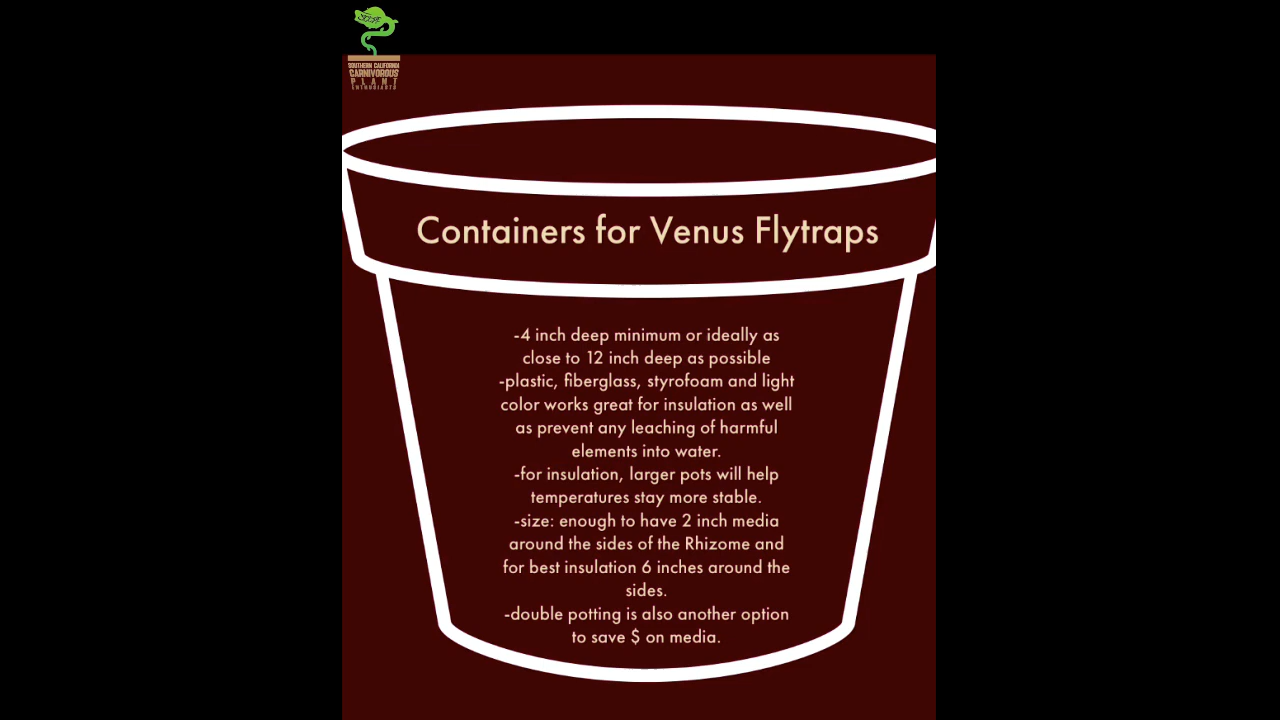 SOUTHERN CALIFORNIA
CARNIVOROUS
PLANT
ENTHUSIASTS
Containers for Venus Flytraps
-4 inch deep minimum or ideally as
close to 12 inch deep as possible
-plastic, fiberglass, styrofoam and light
color works great for insulation as well
as prevent any leaching of harmful
elements into water.
-for insulation, larger pots will help
temperatures stay more stable.
-size: enough to have 2 inch media
around the sides of the Rhizome and
for best insulation 6 inches around the
sides.
-double potting is also another option
to save $ on media.